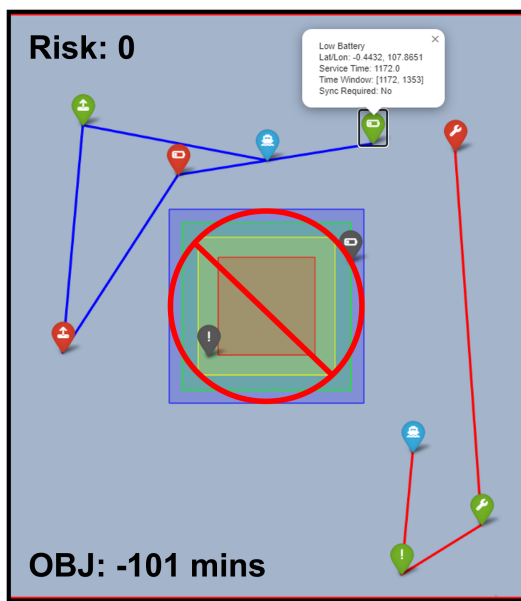 Risk: 0
×
Low Battery
Lat/Lon: -0.4432, 107.8651
Service Time: 1172.0
Time Window: [1172, 1353]
Sync Required: No
!
!
OBJ: -101 mins